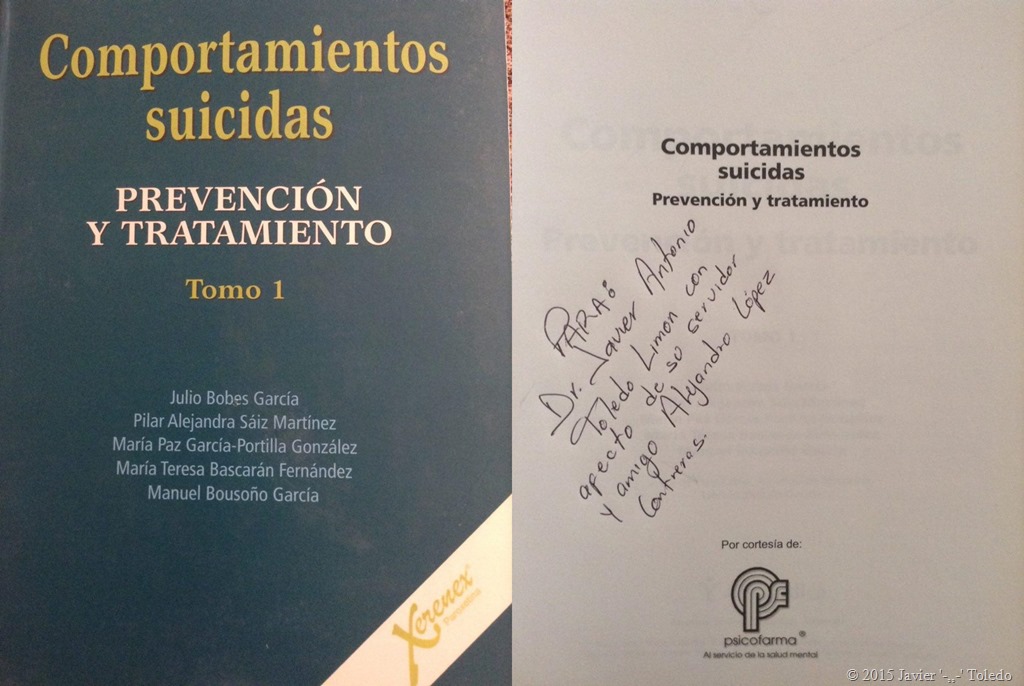 Comportamientos
suicidas
PREVENCIÓN
Y TRATAMIENTO
Tomo 1
Julio Bobes García
Pilar Alejandra Sáiz Martínez
María Paz García-Portilla González
María Teresa Bascarán Fernández
Manuel Bousoño García
Xerenex®
Tranxetina
Comportamientos
suicidas
Prevención y tratamiento
PARA:
Dr. Javier Antonio
Toledo Limon con
afecto de su servidor
y amigo Alejandro López
Contreras.
Por cortesía de:
psicofarma®
Al servicio de la salud mental
© 2015 Javier '-,,-' Toledo